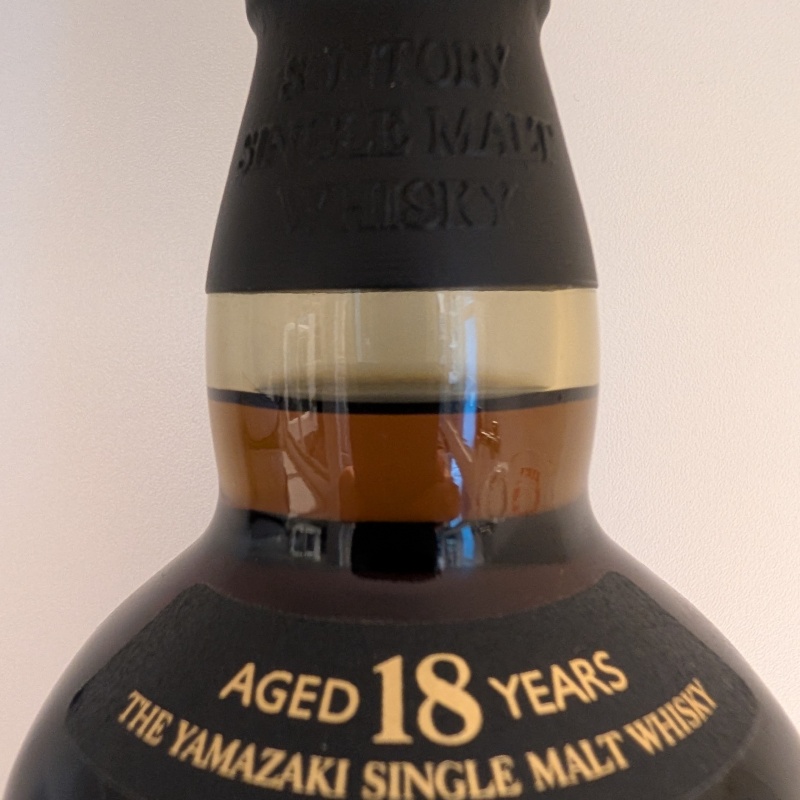 SUNTORY
SINGLE MALT
WHISKY
AGED 18 YEARS
THE YAMAZAKI SINGLE MALT WHISKY